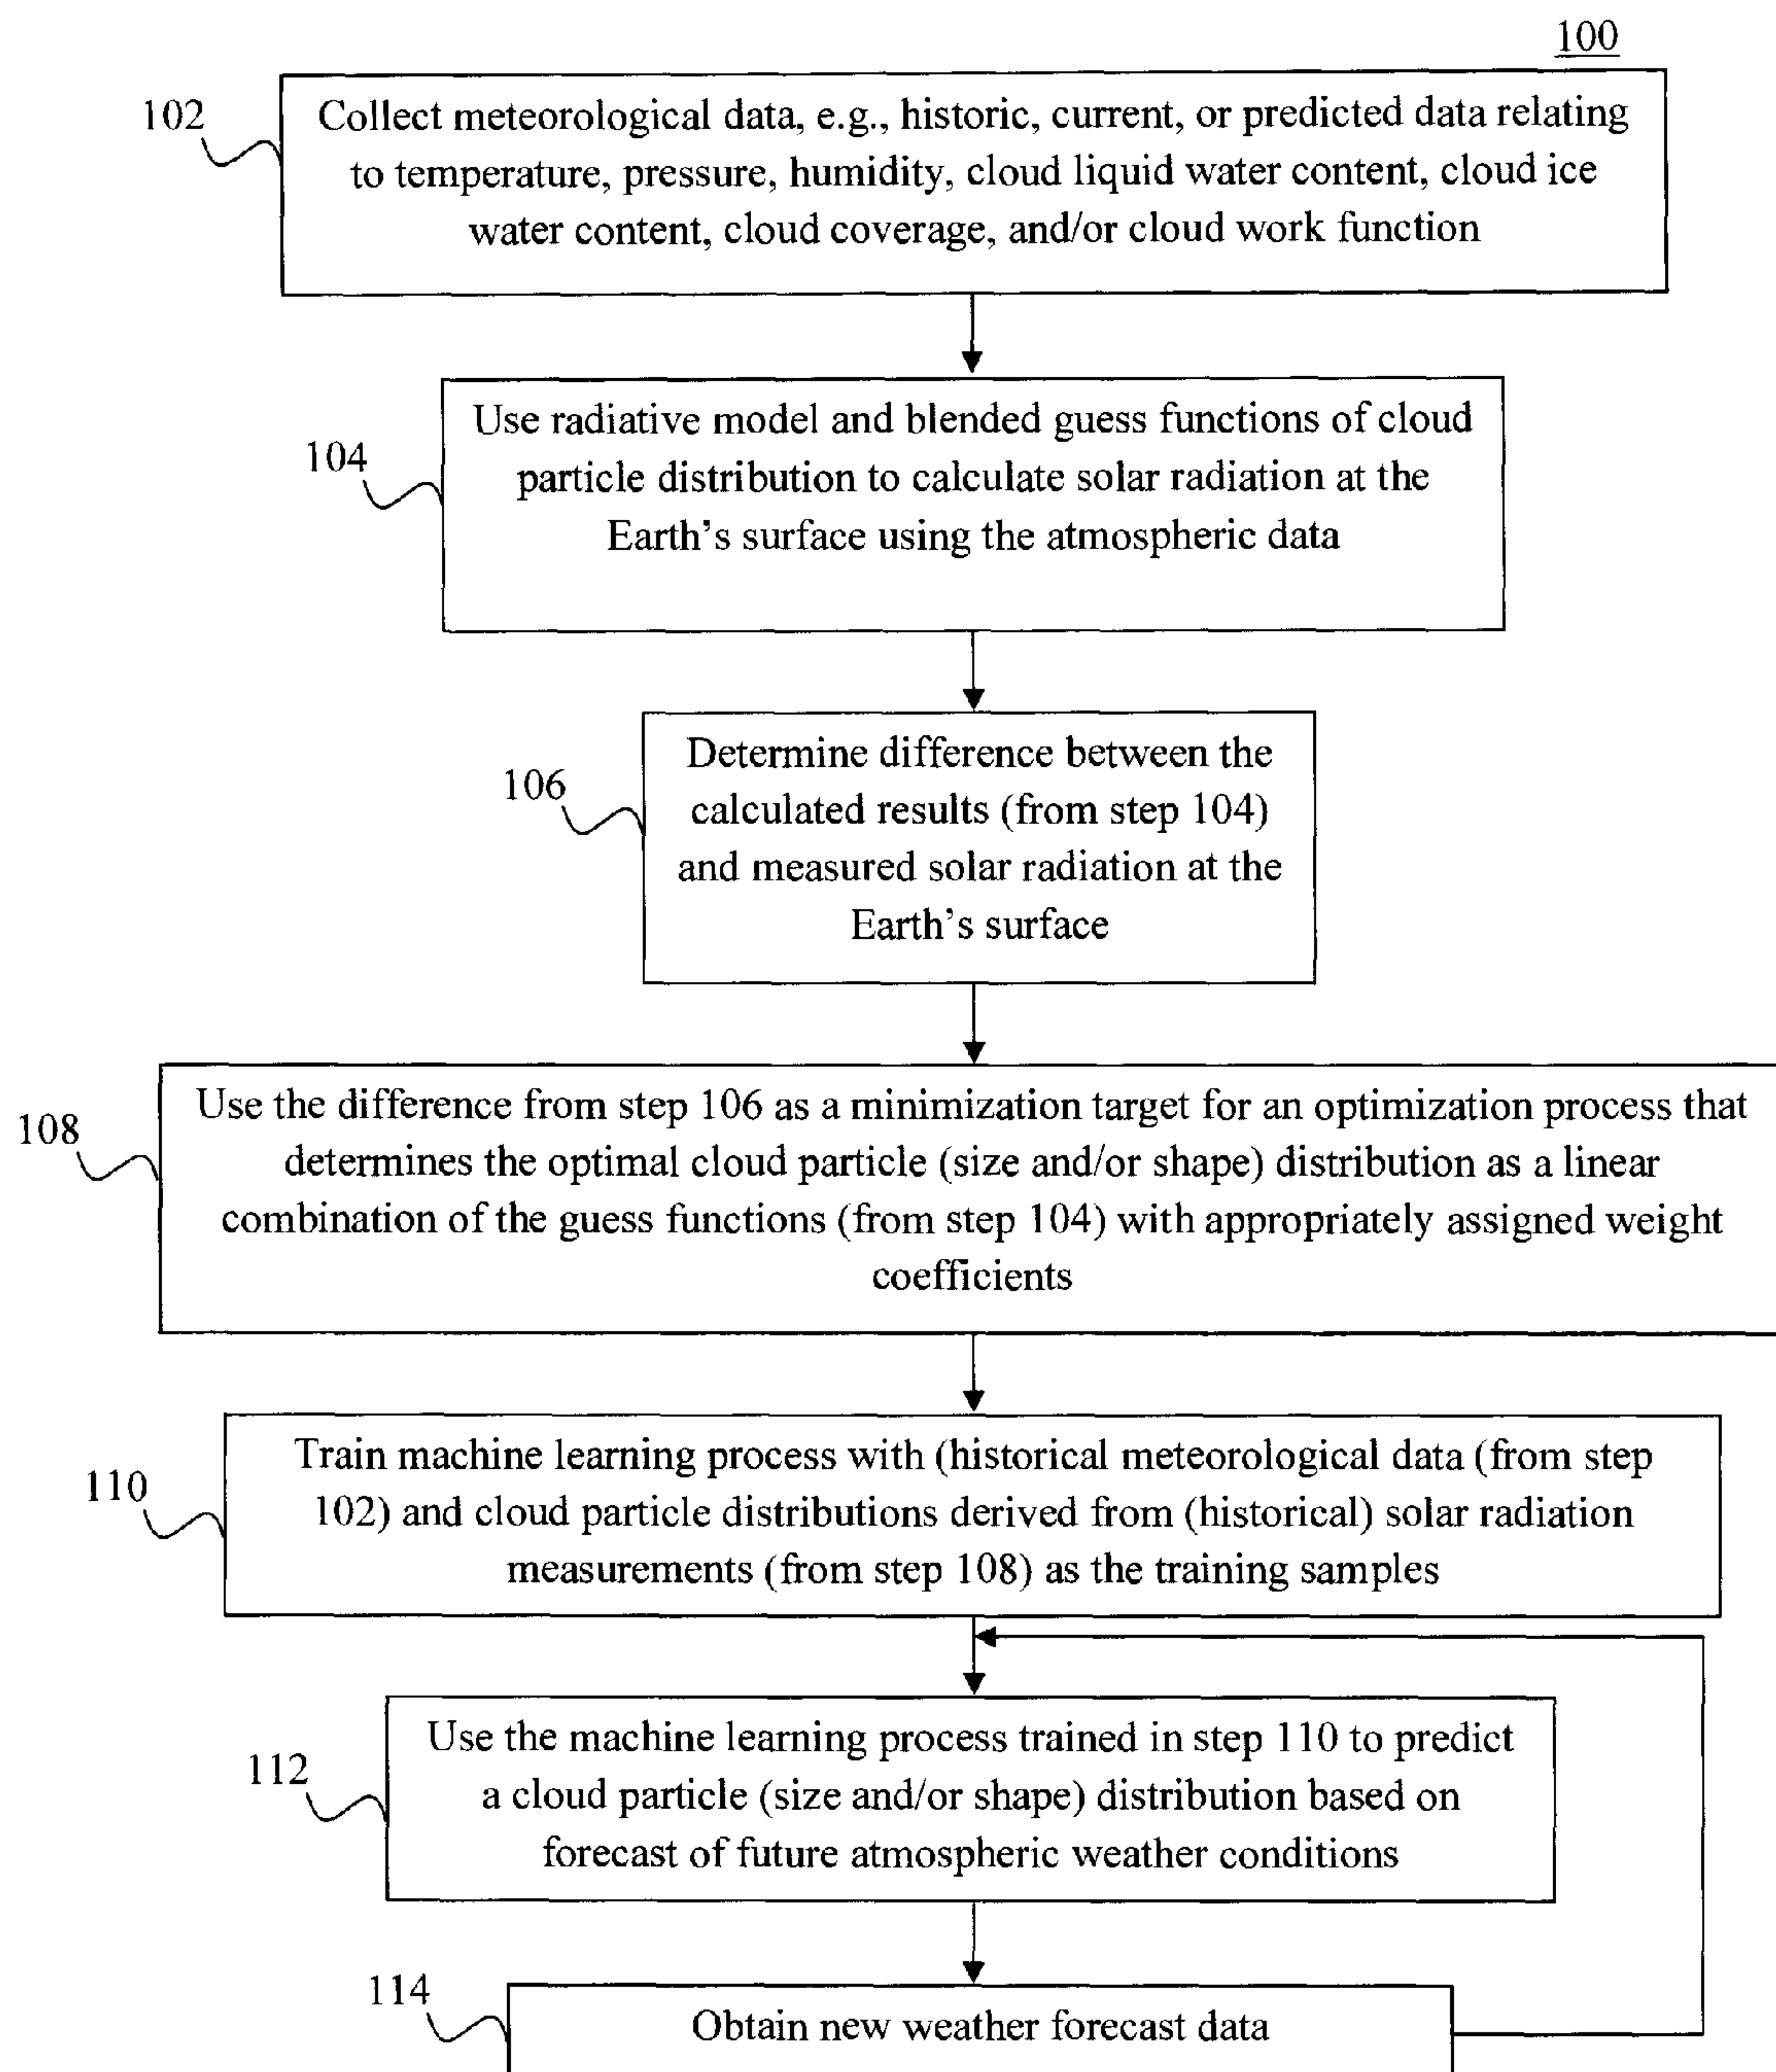 100
102
Collect meteorological data, e.g., historic, current, or predicted data relating
to temperature, pressure, humidity, cloud liquid water content, cloud ice
water content, cloud coverage, and/or cloud work function
104
Use radiative model and blended guess functions of cloud
particle distribution to calculate solar radiation at the
Earth's surface using the atmospheric data
106
Determine difference between the
calculated results (from step 104)
and measured solar radiation at the
Earth's surface
108
Use the difference from step 106 as a minimization target for an optimization process that
determines the optimal cloud particle (size and/or shape) distribution as a linear
combination of the guess functions (from step 104) with appropriately assigned weight
coefficients
110
Train machine learning process with (historical meteorological data (from step
102) and cloud particle distributions derived from (historical) solar radiation
measurements (from step 108) as the training samples
112
Use the machine learning process trained in step 110 to predict
a cloud particle (size and/or shape) distribution based on
forecast of future atmospheric weather conditions
114
Obtain new weather forecast data